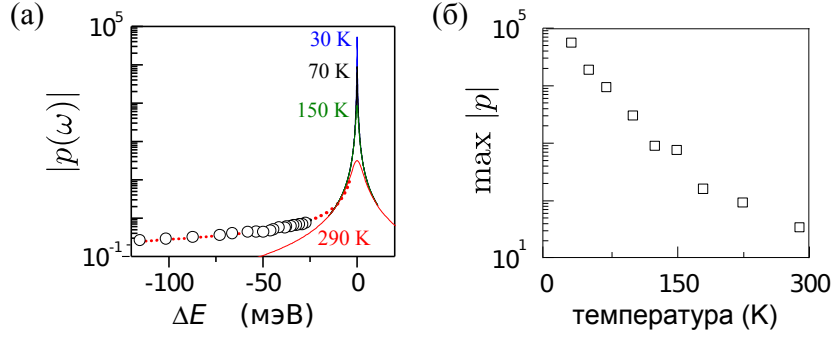 (а)
10^5
30 K
70 K
150 K
|p(ω)|
290 K
10^-1
-100
-50
0
ΔE (мэВ)
(б)
10^5
max |p|
10^1
0
150
300
температура (K)